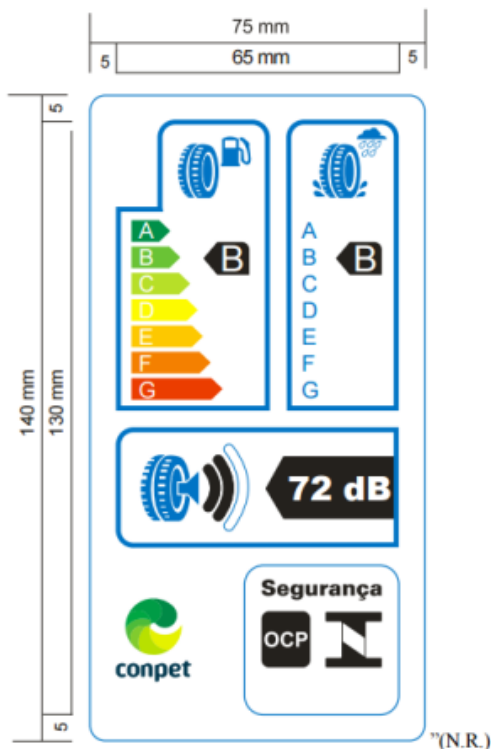 75 mm
5 65 mm 5
5
140 mm
130 mm
5
A
B
C
D
E
F
G
B
A
B
C
D
E
F
G
B
72 dB
conpet
Segurança
OCP
”(N.R.)